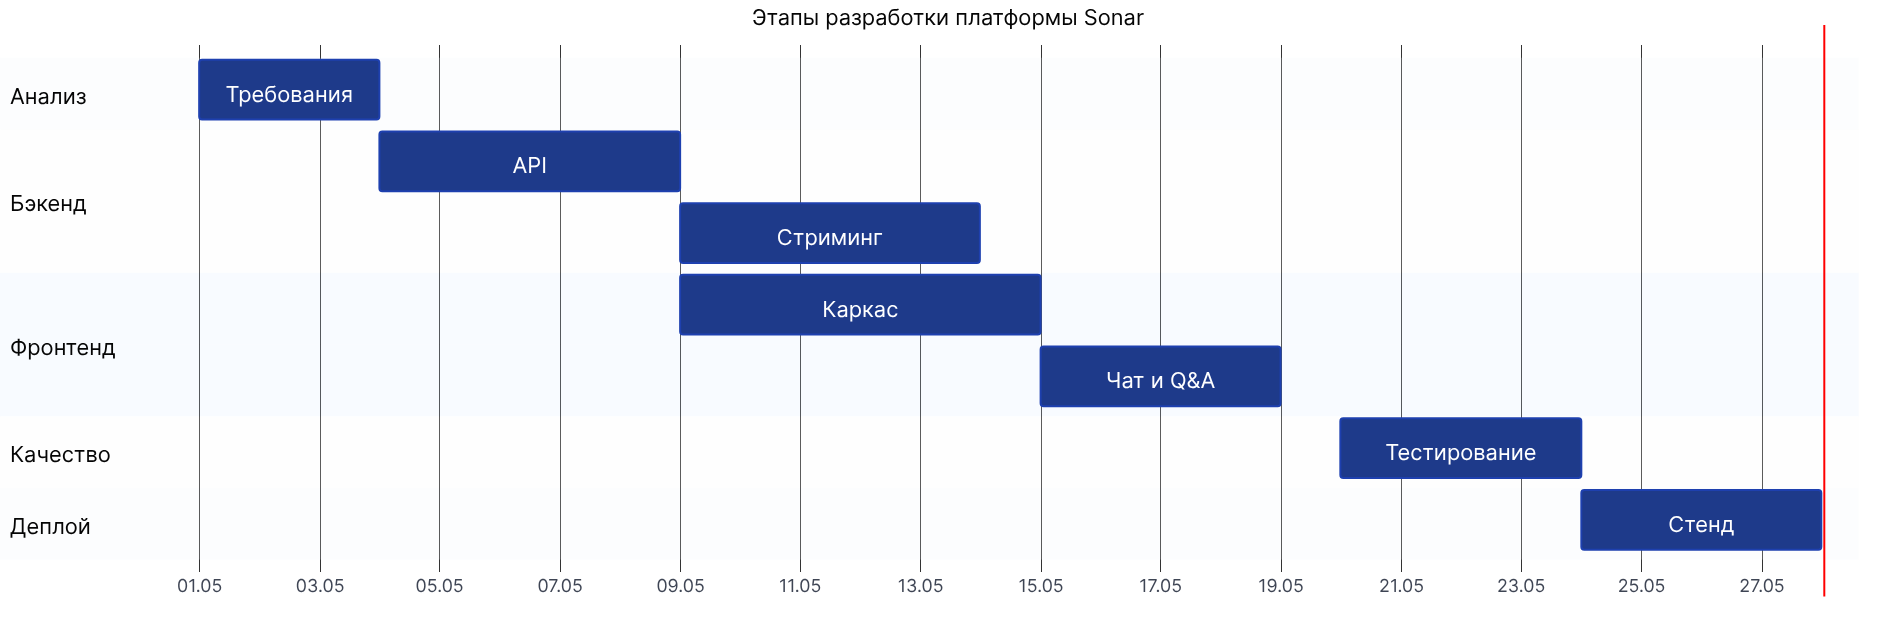 Этапы разработки платформы Sonar
Анализ
Требования
API
Бэкенд
Стриминг
Каркас
Фронтенд
Чат и Q&A
Качество
Тестирование
Деплой
Стенд
01.05 03.05 05.05 07.05 09.05 11.05 13.05 15.05 17.05 19.05 21.05 23.05 25.05 27.05